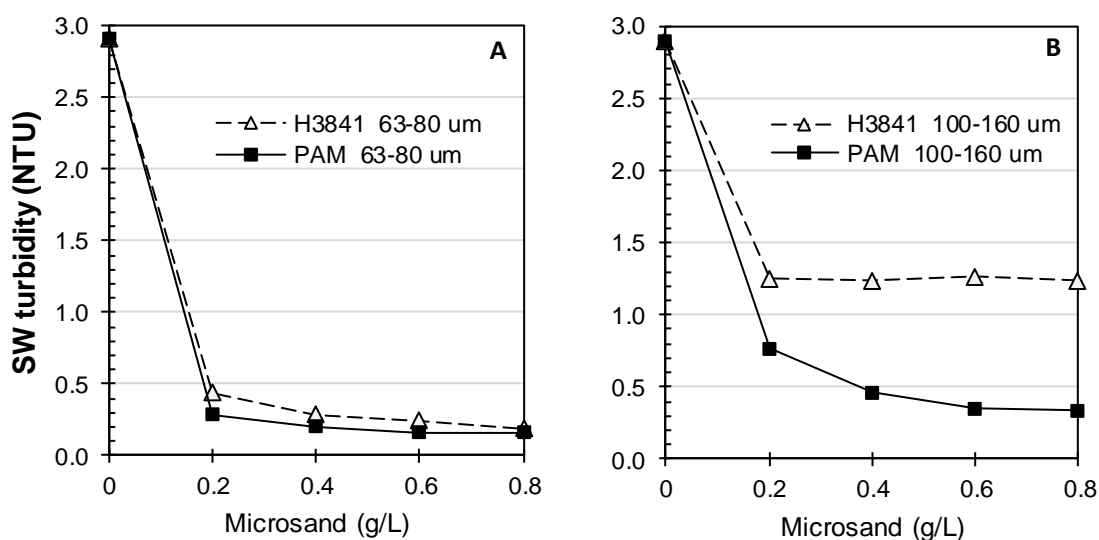 A
SW turbidity (NTU)
3.0
2.5
2.0
1.5
1.0
0.5
0.0
H3841 63-80 um
PAM 63-80 um
0
0.2
0.4
0.6
0.8
Microsand (g/L)
B
3.0
2.5
2.0
1.5
1.0
0.5
0.0
H3841 100-160 um
PAM 100-160 um
0
0.2
0.4
0.6
0.8
Microsand (g/L)